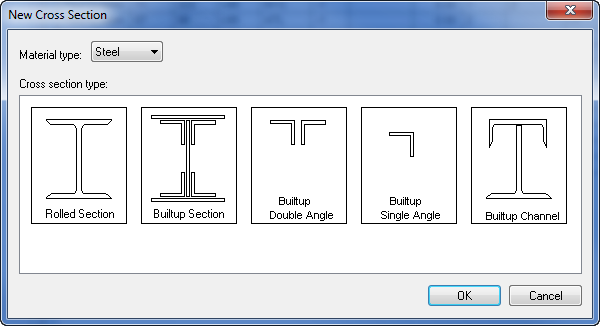 New Cross Section
Material type: Steel
Cross section type:
Rolled Section
Builtup Section
Builtup
Double Angle
Builtup
Single Angle
Builtup Channel
OK
Cancel